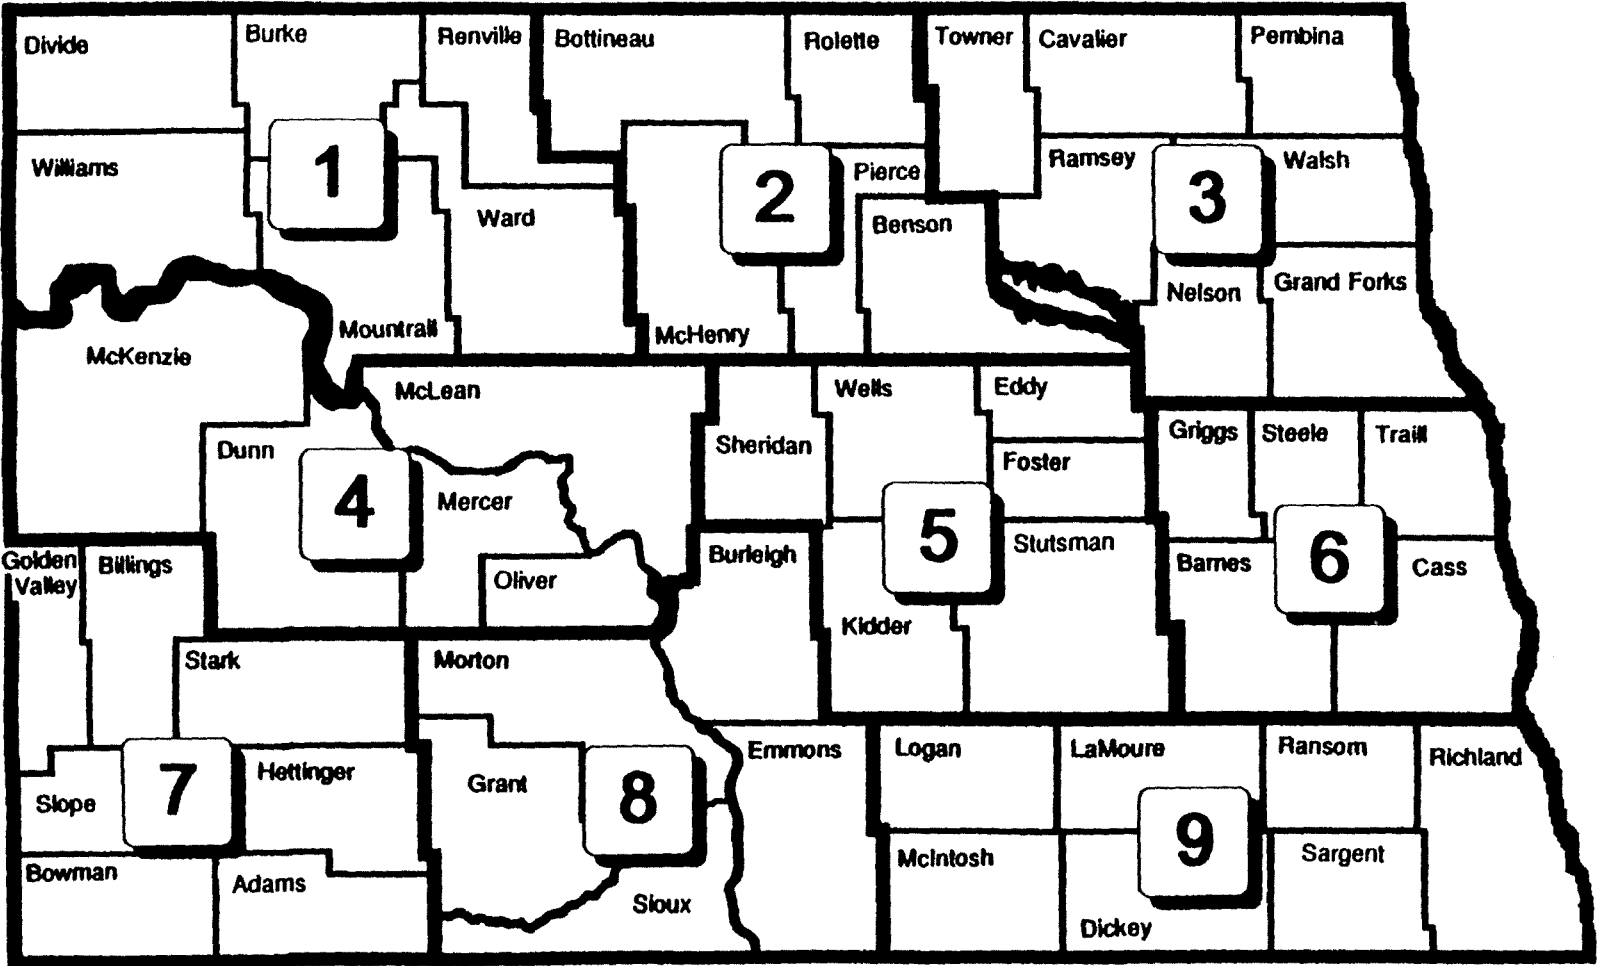 Divide
Burke
Renville
Bottineau
Rolette
Towner
Cavalier
Pembina
Williams
1
2
Pierce
Ramsey
3
Walsh
Ward
Benson
Nelson
Grand Forks
McKenzie
Mountrail
McHenry
McLean
Wells
Eddy
Dunn
4
Mercer
Sheridan
Foster
Griggs
Steele
Traill
5
Stutsman
6
Golden
Valley
Billings
Oliver
Burleigh
Kidder
Barnes
Cass
Stark
Morton
Emmons
Logan
LaMoure
Ransom
Richland
Slope
7
Hettinger
Grant
8
9
Bowman
Adams
Sioux
McIntosh
Dickey
Sargent